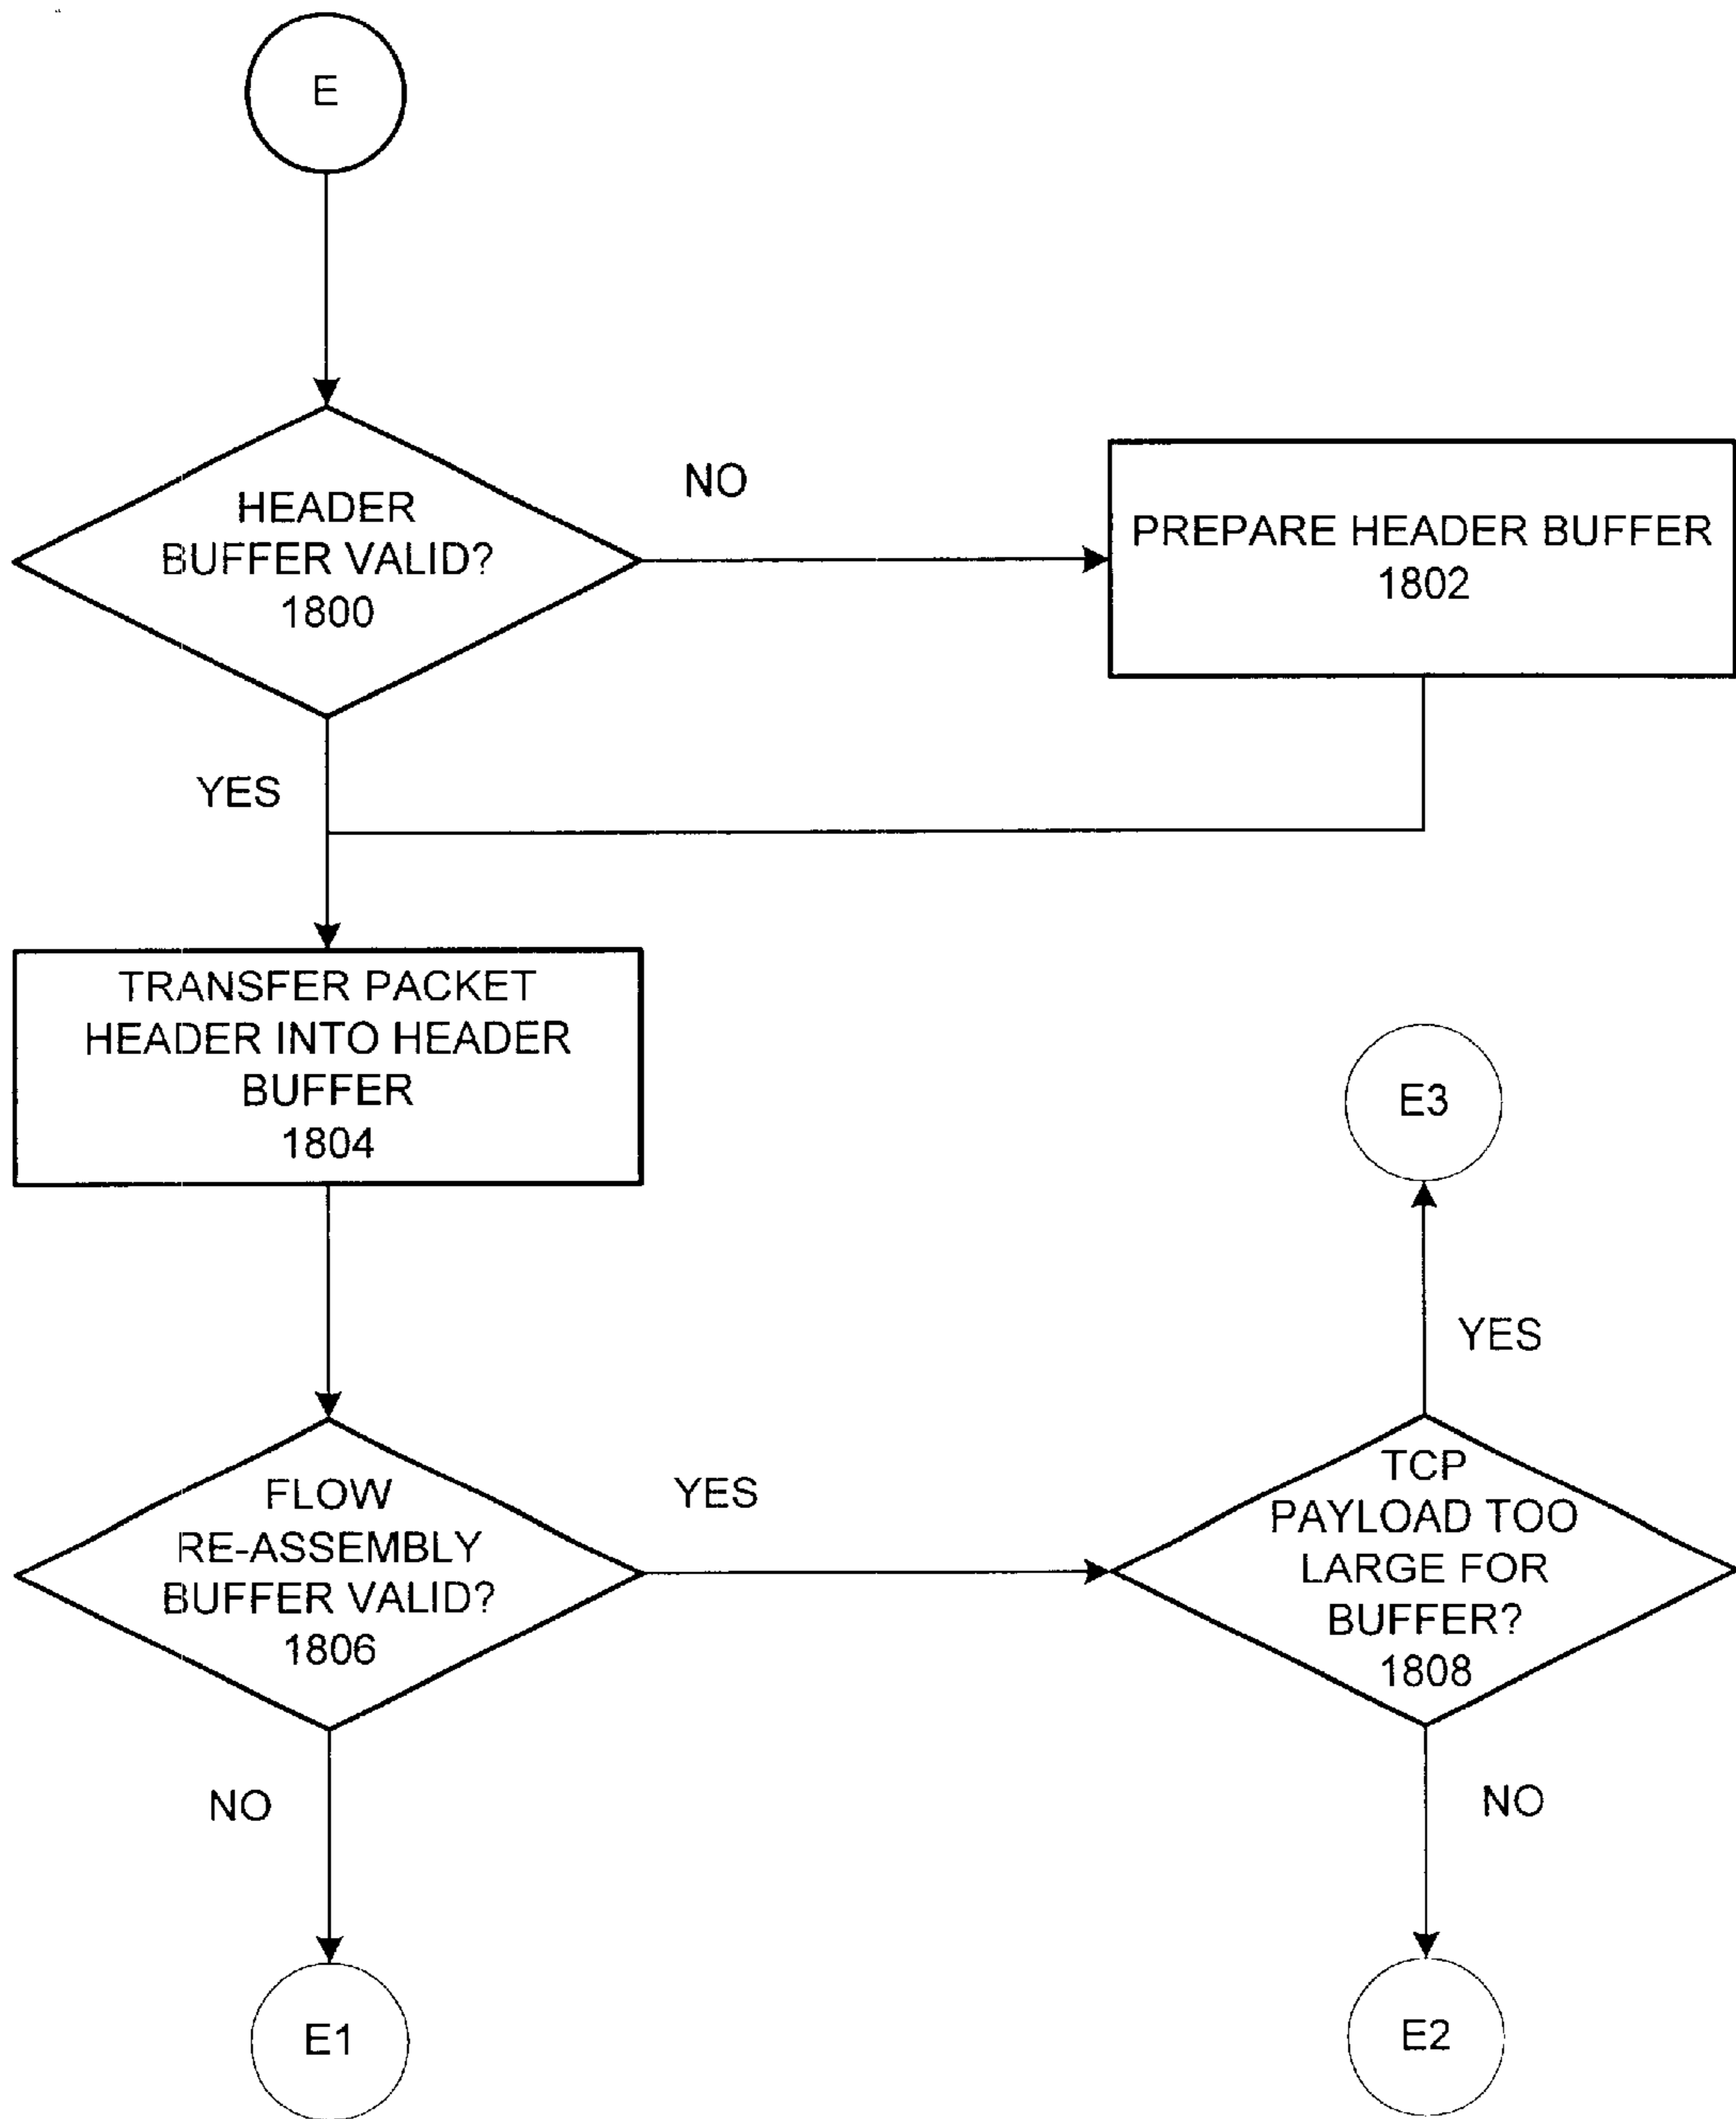 E
HEADER
BUFFER VALID?
1800
NO
PREPARE HEADER BUFFER
1802
YES
TRANSFER PACKET
HEADER INTO HEADER
BUFFER
1804
E3
YES
FLOW
RE-ASSEMBLY
BUFFER VALID?
1806
YES
TCP
PAYLOAD TOO
LARGE FOR
BUFFER?
1808
NO
NO
E1
E2